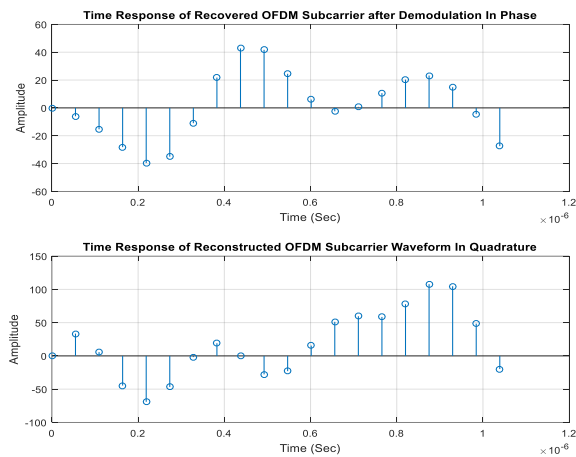 Time Response of Recovered OFDM Subcarrier after Demodulation In Phase
60
40
20
0
-20
-40
-60
Amplitude
0 0.2 0.4 0.6 0.8 1 1.2
Time (Sec)
×10^-6
Time Response of Reconstructed OFDM Subcarrier Waveform In Quadrature
150
100
50
0
-50
-100
Amplitude
0 0.2 0.4 0.6 0.8 1 1.2
Time (Sec)
×10^-6